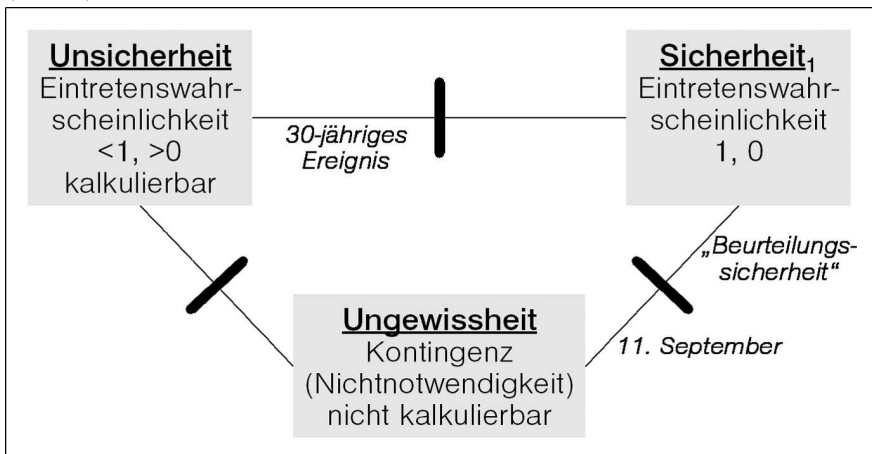 Unsicherheit
Eintretenswahr-
scheinlichkeit
<1, >0
kalkulierbar
30-jähriges
Ereignis
Sicherheit₁
Eintretenswahr-
scheinlichkeit
1, 0
„Beurteilungs-
sicherheit“
Ungewissheit
Kontingenz
(Nichtnotwendigkeit)
nicht kalkulierbar
11. September